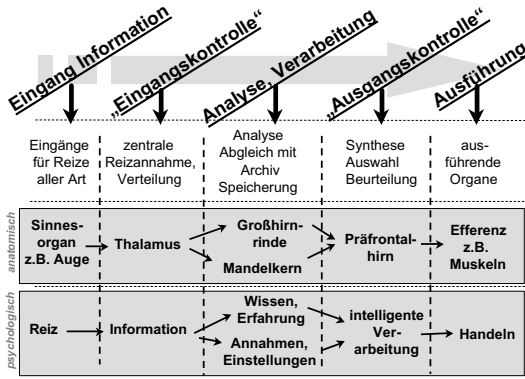 Eingang Information
„Eingangskontrolle“
Analyse, Verarbeitung
„Ausgangskontrolle“
Ausführung
Eingänge
für Reize
aller Art
zentrale
Reizannahme,
Verteilung
Analyse
Abgleich mit
Archiv
Speicherung
Synthese
Auswahl
Beurteilung
aus-
führende
Organe
anatomisch
Sinnes-
organ
z.B. Auge
Thalamus
Großhirn-
rinde
Mandelkern
Präfrontal-
hirn
Efferenz
z.B.
Muskeln
psychologisch
Reiz
Information
Wissen,
Erfahrung
Annahmen,
Einstellungen
intelligente
Ver-
arbeitung
Handeln